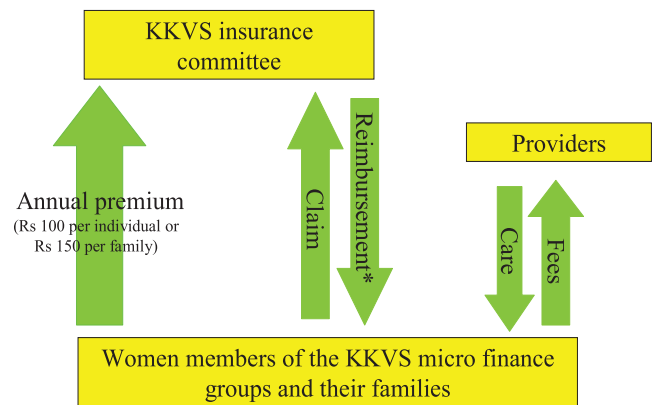 KKVS insurance
committee
Providers
Annual premium
(Rs 100 per individual or
Rs 150 per family)
Claim
Reimbursement*
Care
Fees
Women members of the KKVS micro finance
groups and their families